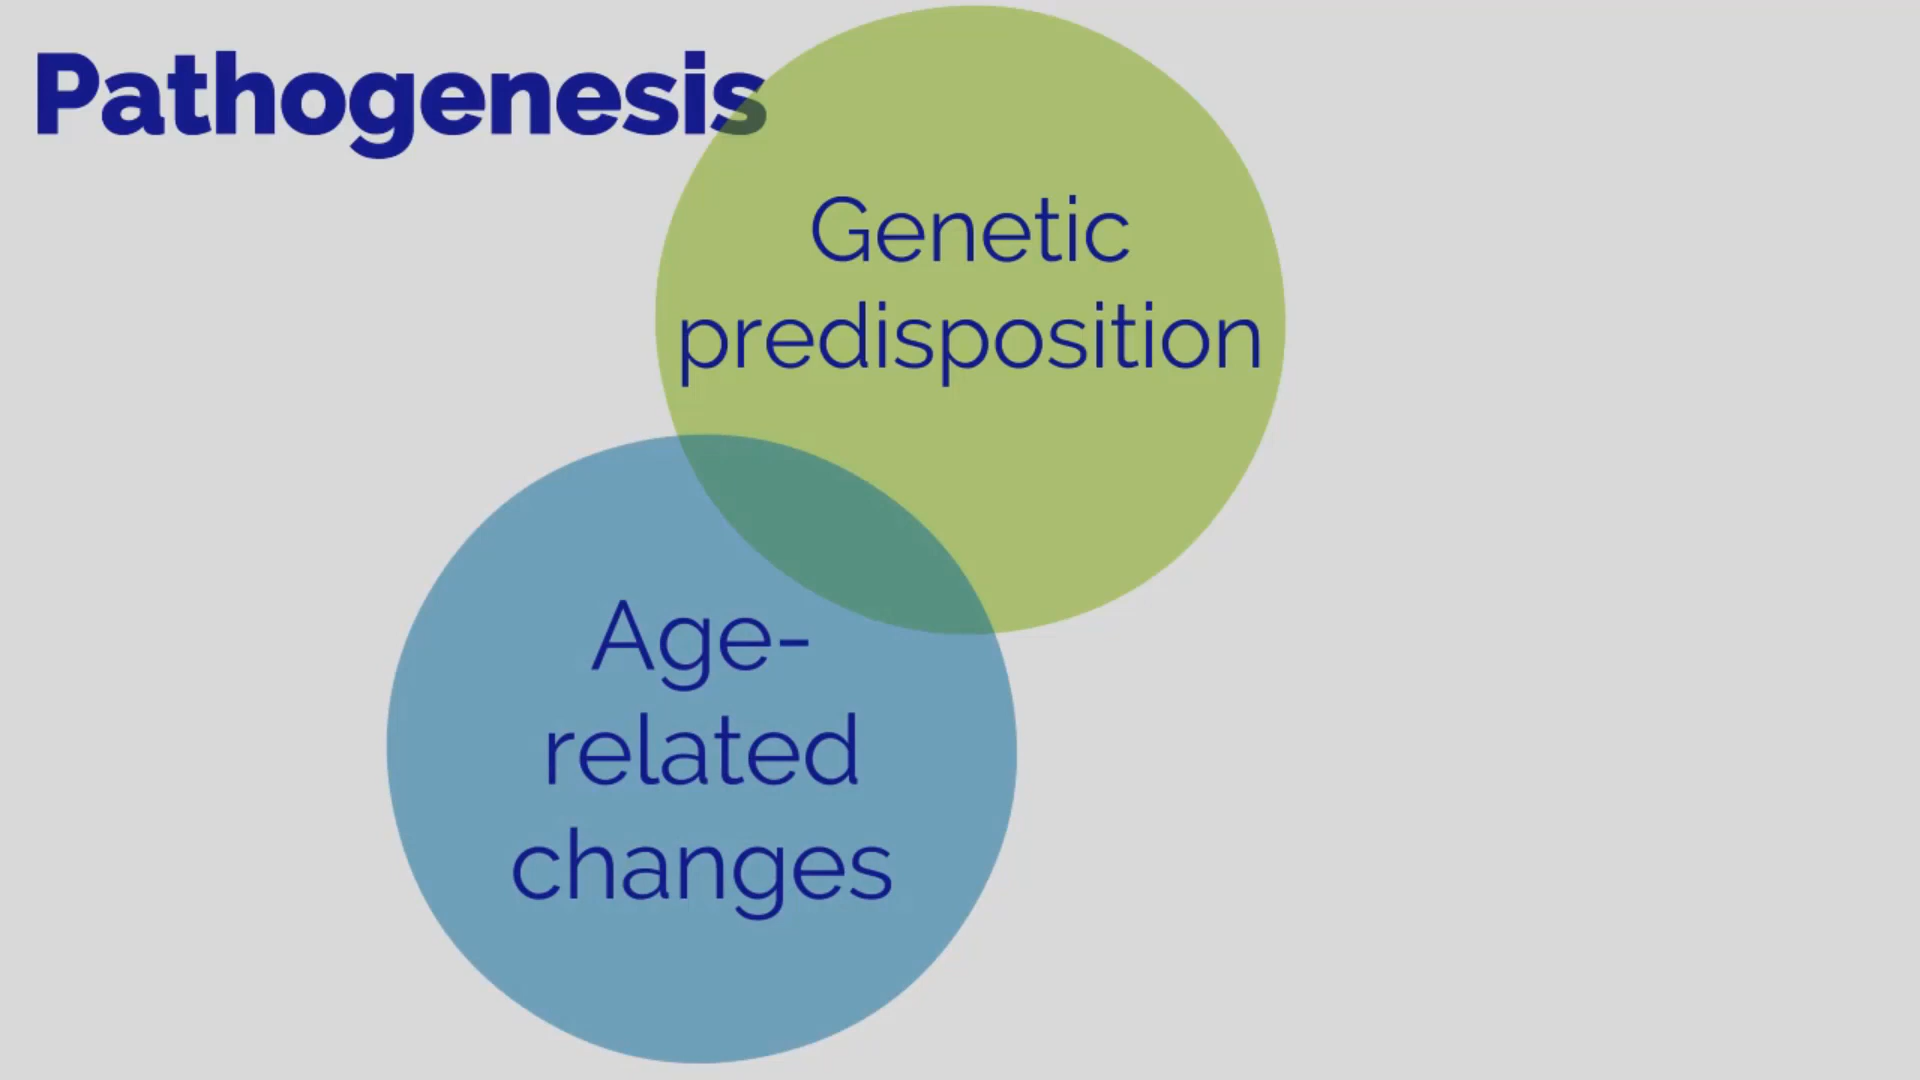 Pathogenesis
Genetic
predisposition
Age-
related
changes